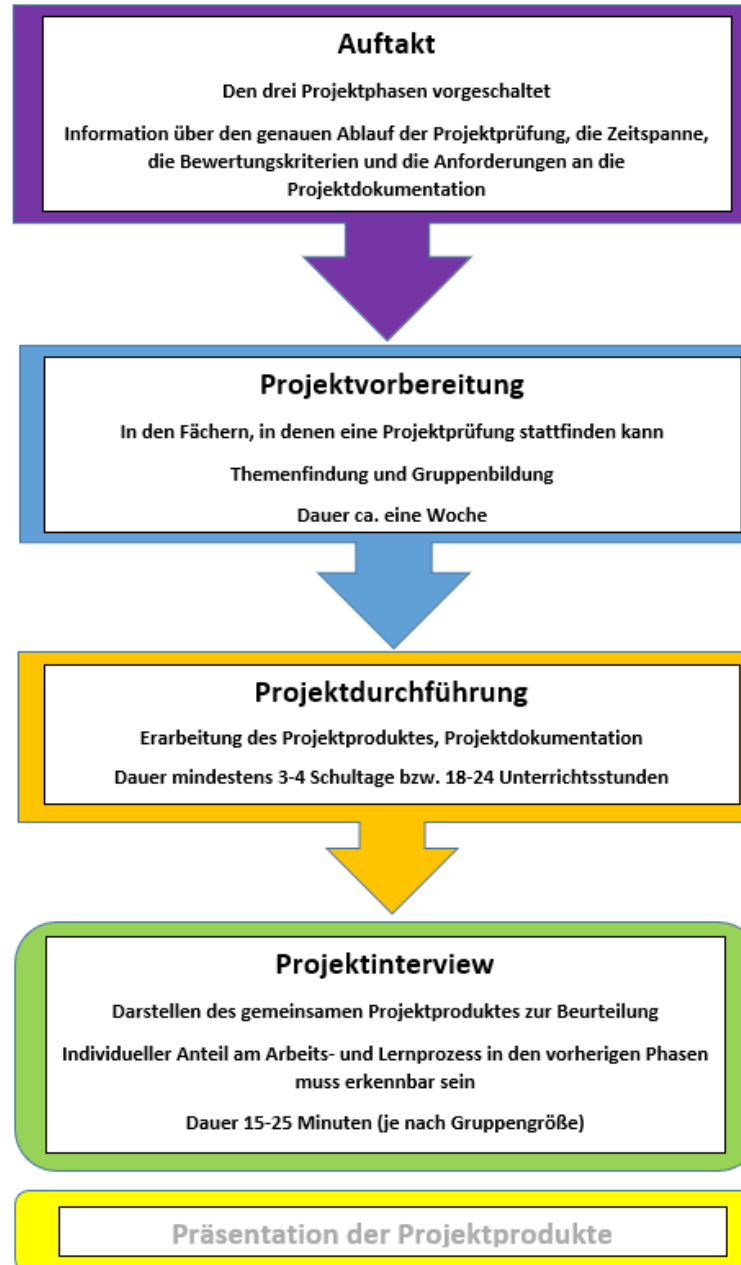 Auftakt
Den drei Projektphasen vorgeschaltet
Information über den genauen Ablauf der Projektprüfung, die Zeitspanne,
die Bewertungskriterien und die Anforderungen an die
Projektdokumentation
Projektvorbereitung
In den Fächern, in denen eine Projektprüfung stattfinden kann
Themenfindung und Gruppenbildung
Dauer ca. eine Woche
Projektdurchführung
Erarbeitung des Projektproduktes, Projektdokumentation
Dauer mindestens 3-4 Schultage bzw. 18-24 Unterrichtsstunden
Projektinterview
Darstellen des gemeinsamen Projektproduktes zur Beurteilung
Individueller Anteil am Arbeits- und Lernprozess in den vorherigen Phasen
muss erkennbar sein
Dauer 15-25 Minuten (je nach Gruppengröße)
Präsentation der Projektprodukte